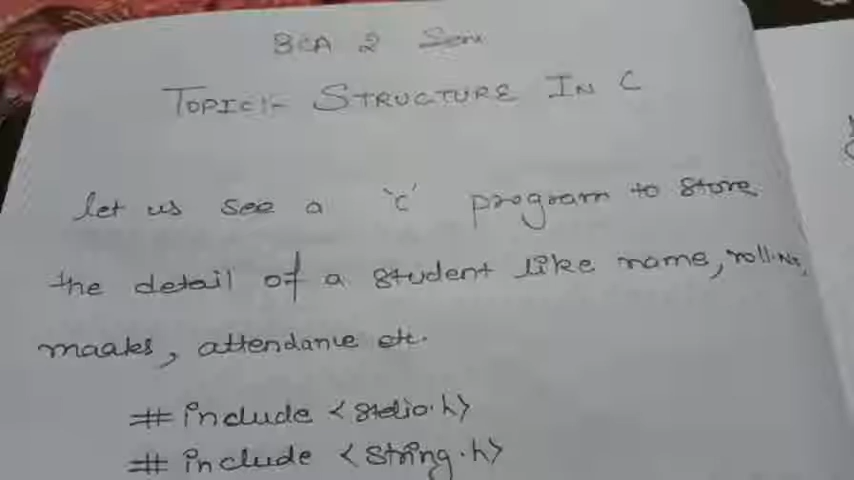 BCA 2 Sem
TOPIC:- STRUCTURE IN C
let us see a 'c' program to store
the detail of a student like name, roll.No,
maaks, attendance etc.
# include <stdio.h>
# include <string.h>